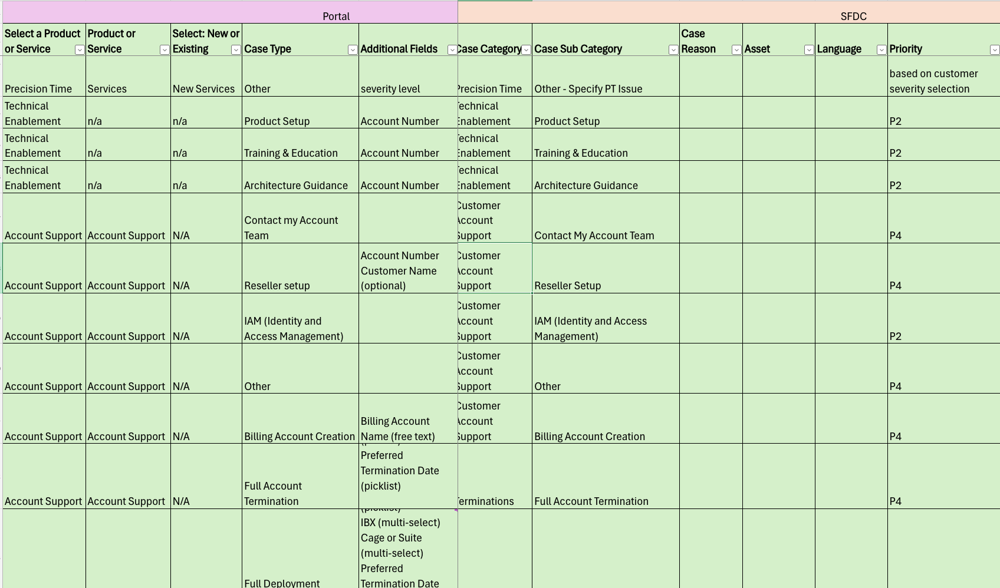 Portal
SFDC
Select a Product or Service
Product or Service
Select: New or Existing
Case Type
Additional Fields
Case Category
Case Sub Category
Case Reason
Asset
Language
Priority
Precision Time
Services
New Services
Other
severity level
Precision Time
Other - Specify PT Issue
based on customer severity selection
Technical Enablement
n/a
n/a
Product Setup
Account Number
Technical Enablement
Product Setup
P2
Technical Enablement
n/a
n/a
Training & Education
Account Number
Technical Enablement
Training & Education
P2
Technical Enablement
n/a
n/a
Architecture Guidance
Account Number
Technical Enablement
Architecture Guidance
P2
Account Support
Account Support
N/A
Contact my Account Team
Customer Account Support
Contact My Account Team
P4
Account Support
Account Support
N/A
Reseller setup
Account Number
Customer Name (optional)
Customer Account Support
Reseller Setup
P4
Account Support
Account Support
N/A
IAM (Identity and Access Management)
Customer Account Support
IAM (Identity and Access Management)
P2
Account Support
Account Support
N/A
Other
Customer Account Support
Other
P4
Account Support
Account Support
N/A
Billing Account Creation
Billing Account Name (free text)
Customer Account Support
Billing Account Creation
P4
Account Support
Account Support
N/A
Full Account Termination
Preferred Termination Date (picklist)
Terminations
Full Account Termination
P4
Full Deployment
(picklist)
IBX (multi-select)
Cage or Suite (multi-select)
Preferred Termination Date